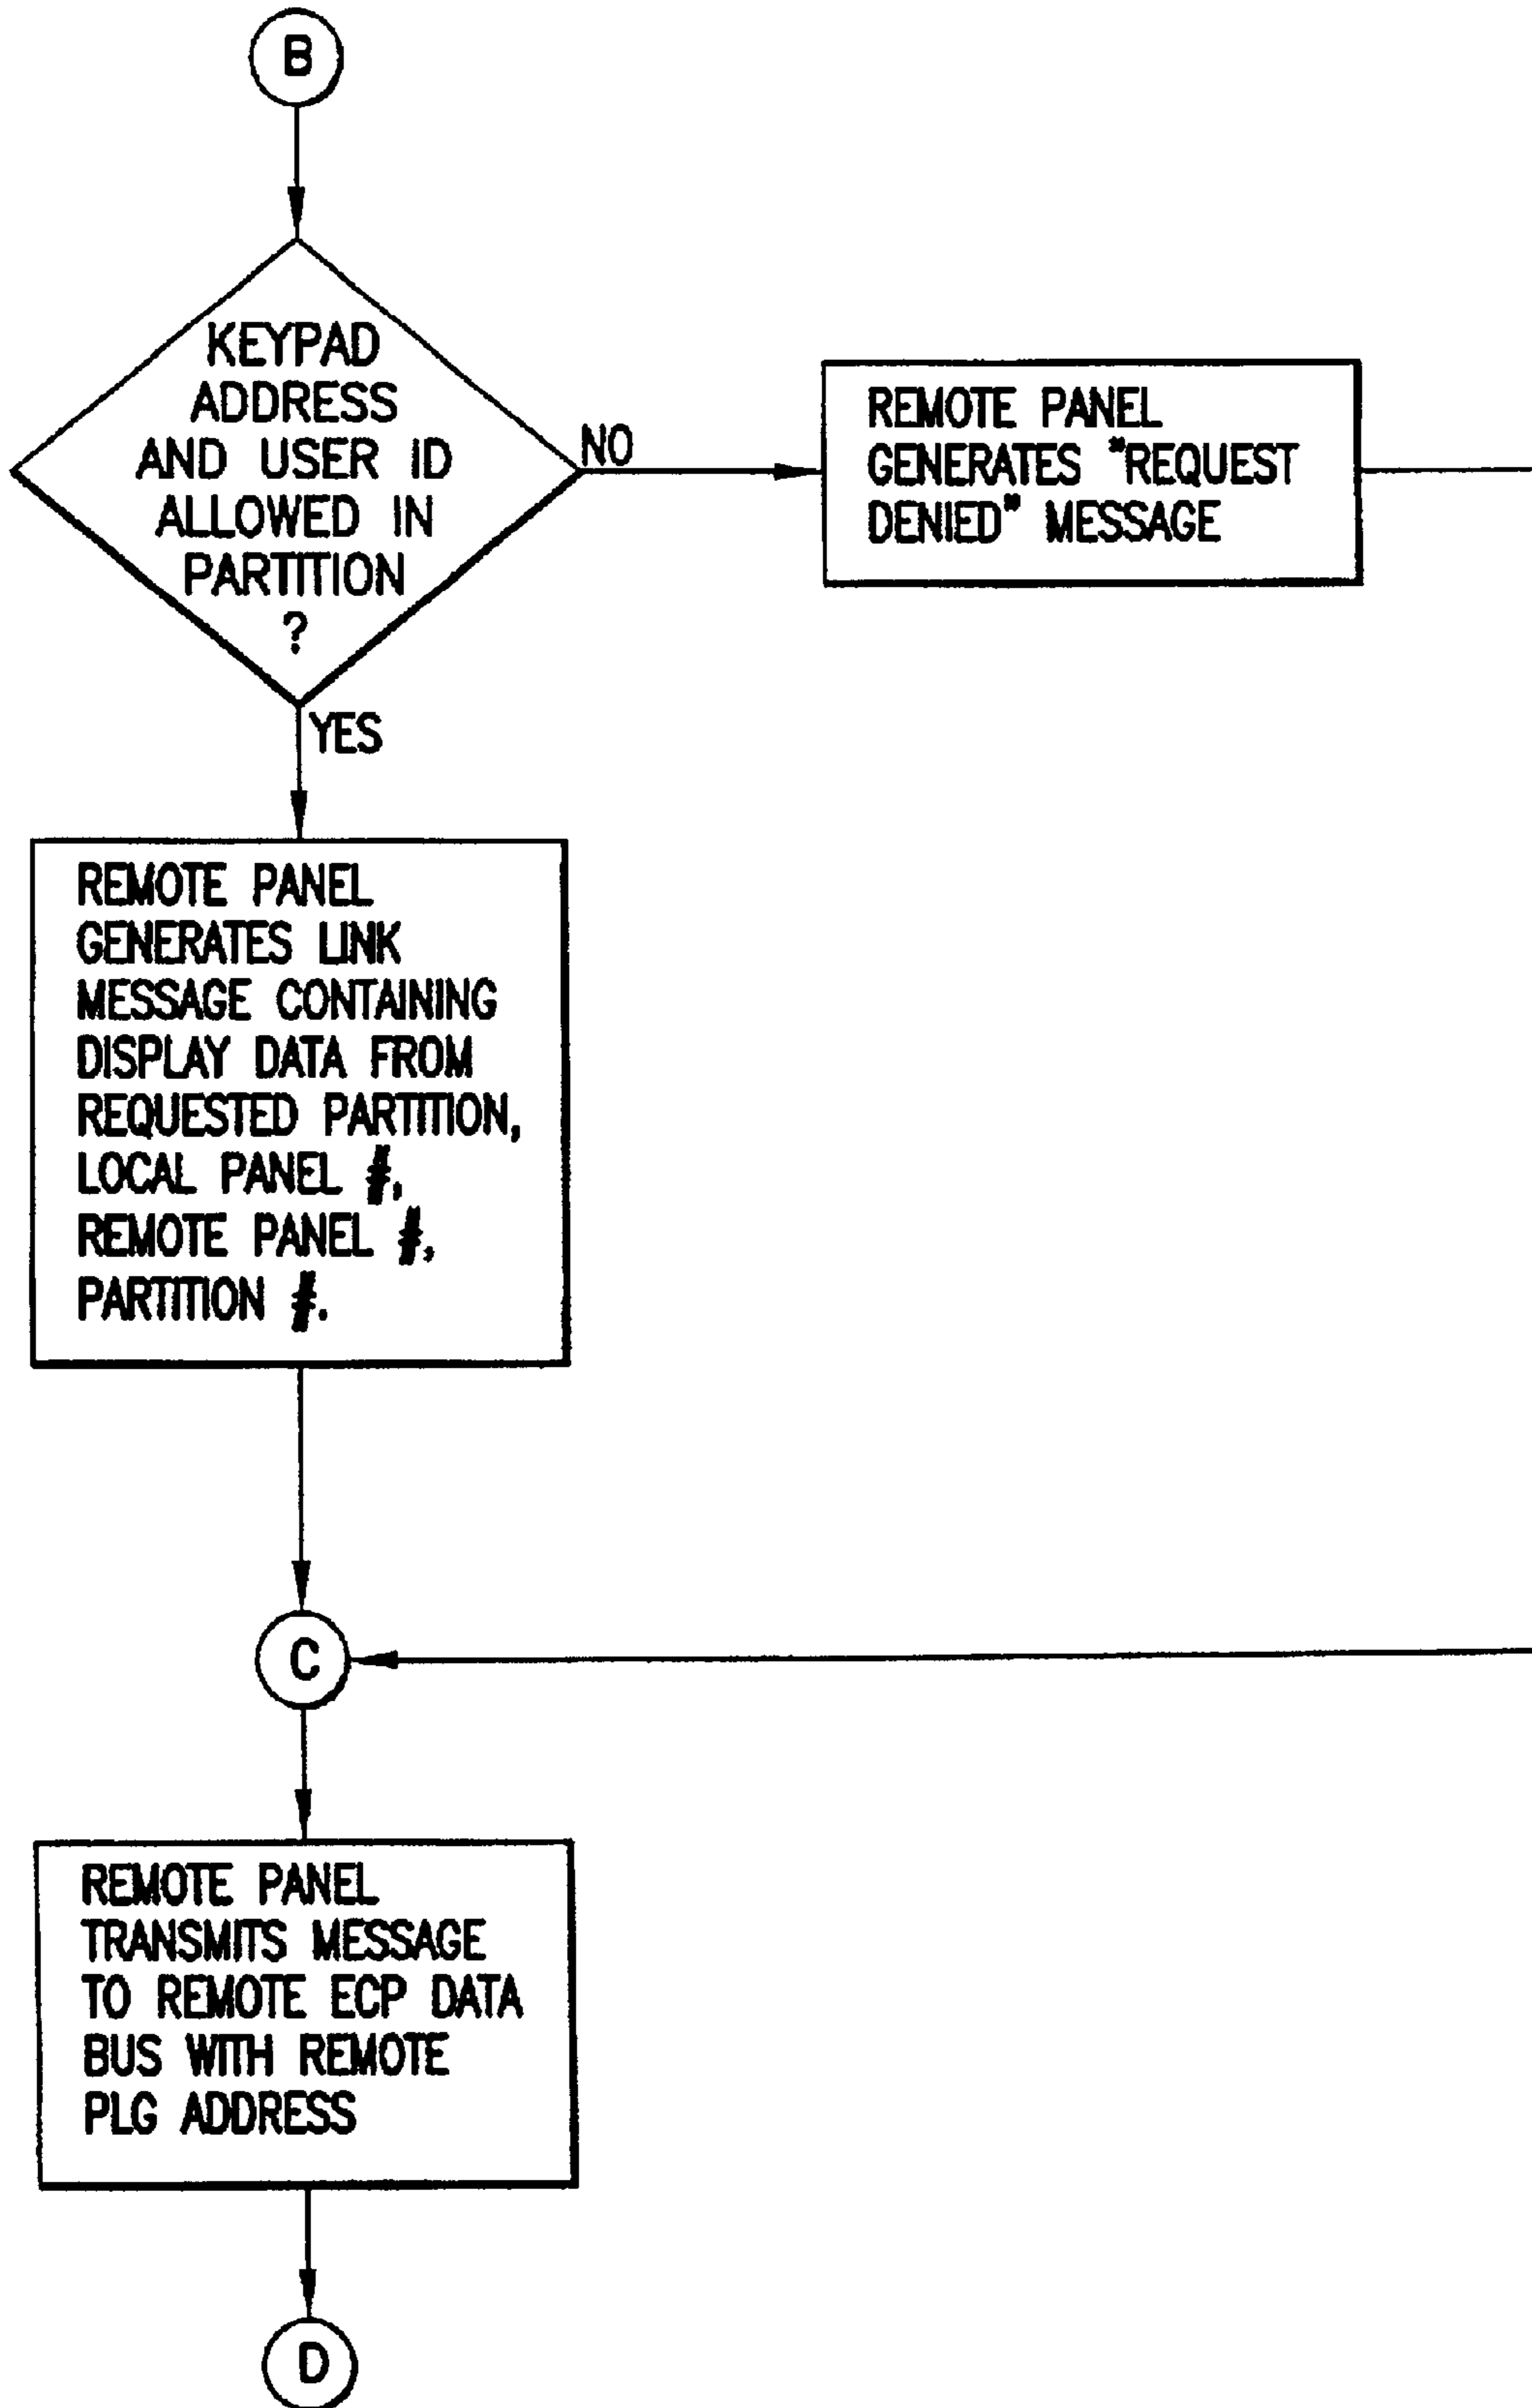 B
KEYPAD
ADDRESS
AND USER ID
ALLOWED IN
PARTITION
?
NO
REMOTE PANEL
GENERATES "REQUEST
DENIED" MESSAGE
YES
REMOTE PANEL
GENERATES LINK
MESSAGE CONTAINING
DISPLAY DATA FROM
REQUESTED PARTITION,
LOCAL PANEL #,
REMOTE PANEL #,
PARTITION #.
C
REMOTE PANEL
TRANSMITS MESSAGE
TO REMOTE ECP DATA
BUS WITH REMOTE
PLG ADDRESS
D